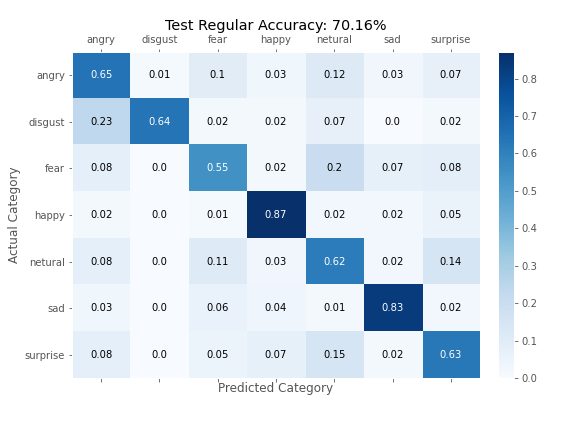 Test Regular Accuracy: 70.16%
angry disgust fear happy netural sad surprise
angry 0.65 0.01 0.1 0.03 0.12 0.03 0.07
disgust 0.23 0.64 0.02 0.02 0.07 0.0 0.02
fear 0.08 0.0 0.55 0.02 0.2 0.07 0.08
happy 0.02 0.0 0.01 0.87 0.02 0.02 0.05
netural 0.08 0.0 0.11 0.03 0.62 0.02 0.14
sad 0.03 0.0 0.06 0.04 0.01 0.83 0.02
surprise 0.08 0.0 0.05 0.07 0.15 0.02 0.63
Actual Category
Predicted Category
0.8
0.7
0.6
0.5
0.4
0.3
0.2
0.1
0.0